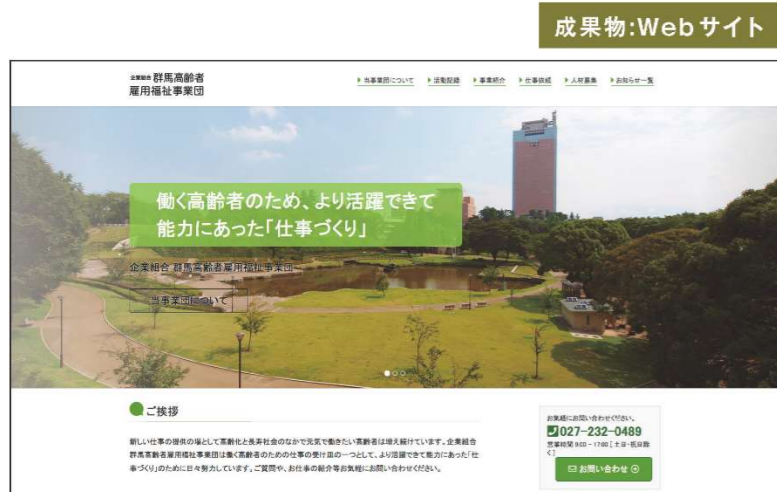 成果物:Webサイト
企業組合 群馬高齢者
雇用福祉事業団
当事業団について
活動記録
事業紹介
仕事依頼
人材募集
お知らせ一覧
働く高齢者のため、より活躍できて
能力にあった「仕事づくり」
企業組合 群馬高齢者雇用福祉事業団
当事業団について
ご挨拶
新しい仕事の提供の場として高齢化と長寿社会のなかで元気で働きたい高齢者は増え続けています。企業組合
群馬高齢者雇用福祉事業団は働く高齢者のための仕事の受け皿の一つとして、より活躍できて能力にあった「仕
事づくり」のために日々努力しています。ご質問や、お仕事の紹介等お気軽にお問い合わせください。
お気軽にお問い合わせください。
027-232-0489
営業時間 9:00 - 17:00 [ 土日・祝日除
く ]
お問い合わせ